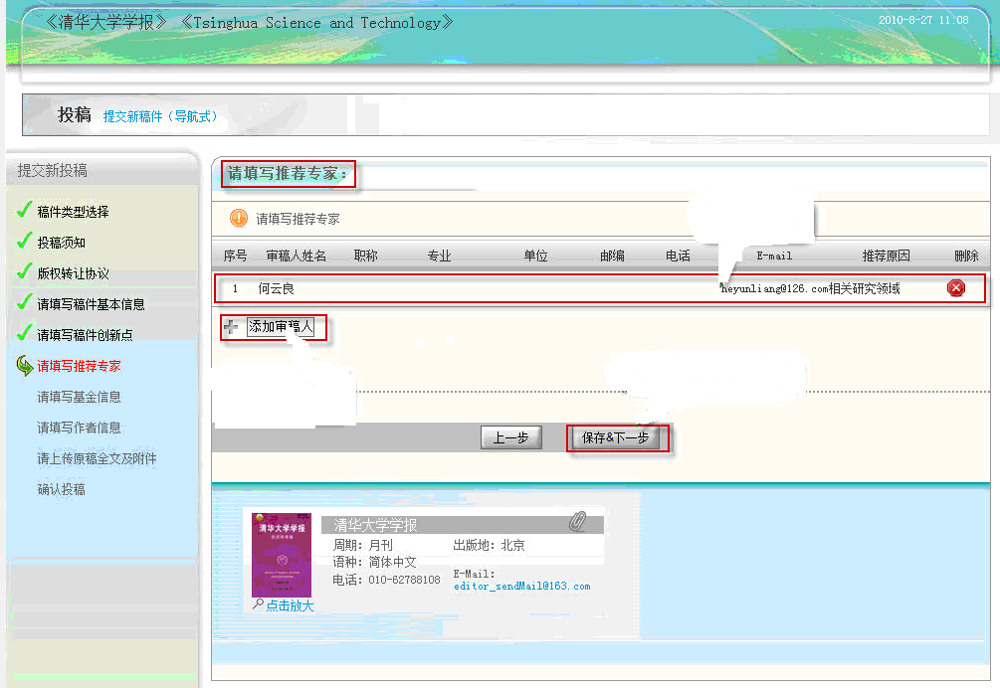 《清华大学学报》 《Tsinghua Science and Technology》
2010-8-27 11:08
投稿 提交新稿件（导航式）
提交新投稿
稿件类型选择
投稿须知
版权转让协议
请填写稿件基本信息
请填写稿件创新点
请填写推荐专家
请填写基金信息
请填写作者信息
请上传原稿全文及附件
确认投稿
请填写推荐专家：
请填写推荐专家
序号 审稿人姓名 职称 专业 单位 邮编 电话 E-mail 推荐原因 删除
1 何云良 heyunliang@126.com相关研究领域
添加审稿人
上一步 保存&下一步
清华大学学报
清华大学学报
周期：月刊 出版地：北京
语种：简体中文
电话：010-62788108
E-Mail:
editor_sendMail@163.com
点击放大